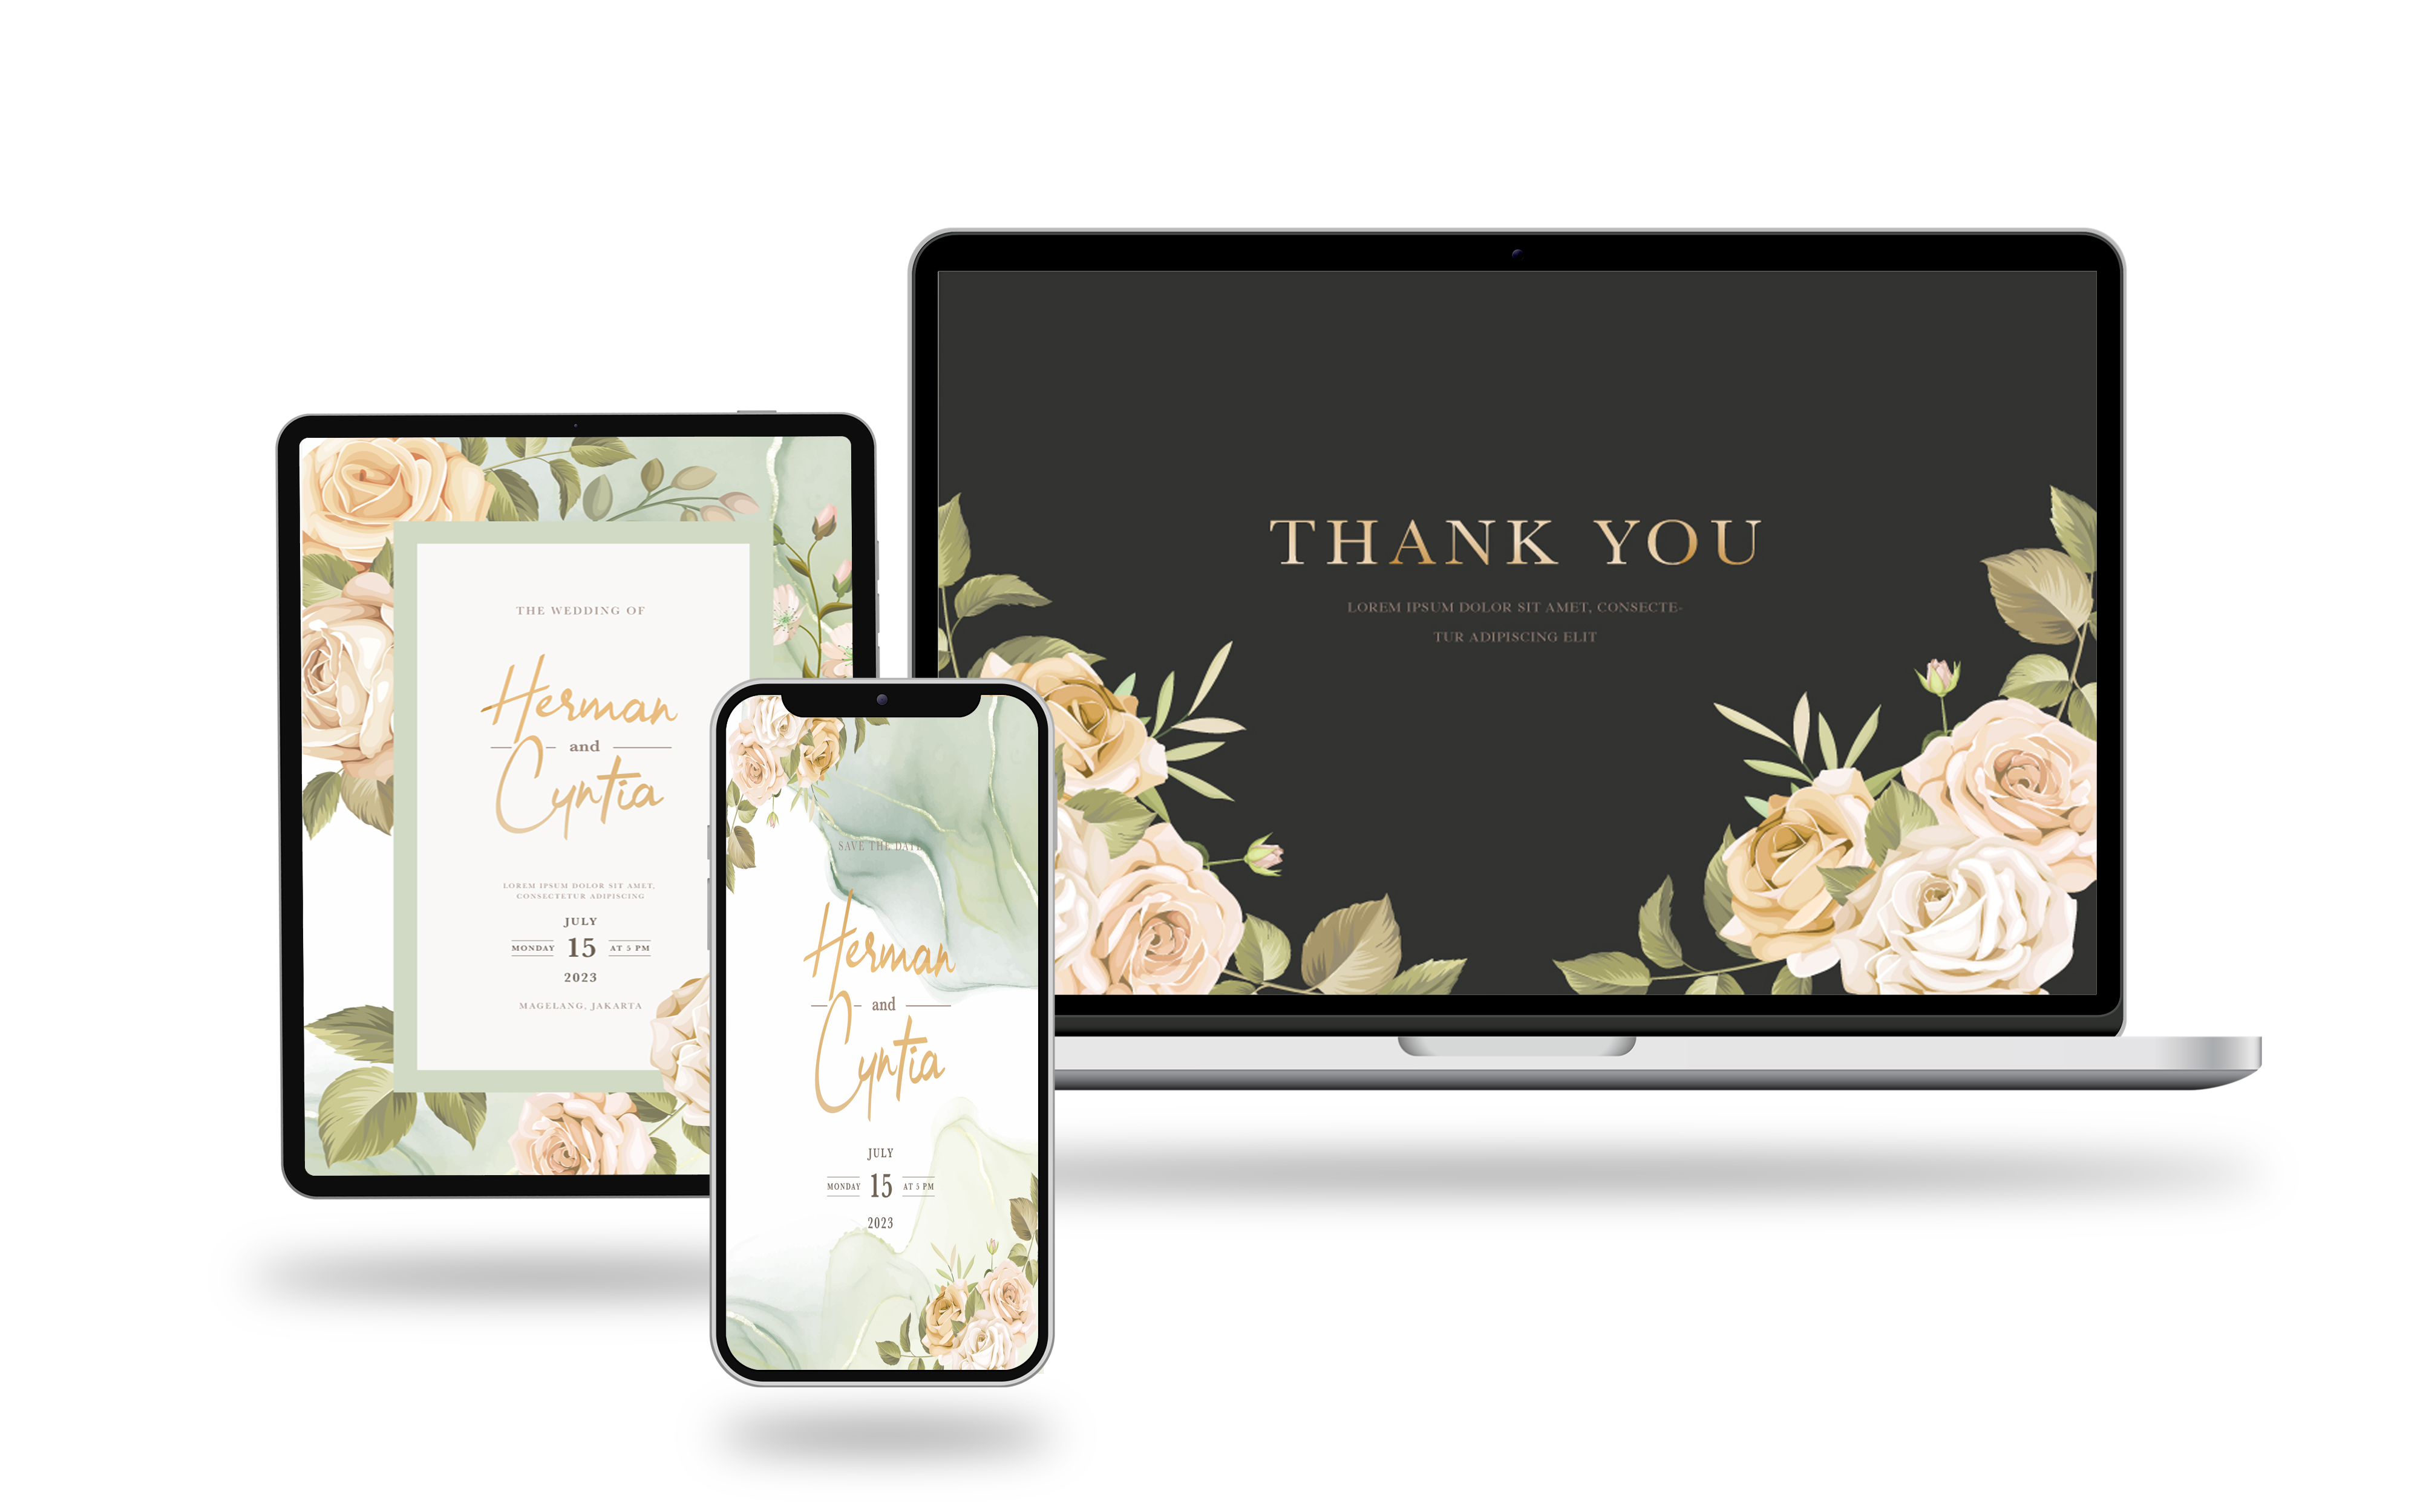 THE WEDDING OF
Herman
and
Cyntia
LOREM IPSUM DOLOR SIT AMET,
CONSECTETUR ADIPISCING
JULY
MONDAY 15 AT 5 PM
2023
MAGELANG, JAKARTA
SAVE THE DATE
Herman
and
Cyntia
JULY
MONDAY 15 AT 5 PM
2023
THANK YOU
LOREM IPSUM DOLOR SIT AMET, CONSECTE-
TUR ADIPISCING ELIT